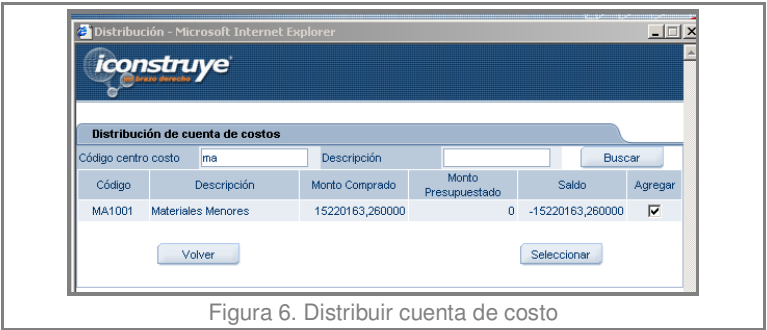 Distribución - Microsoft Internet Explorer
iconstruye
su brazo derecho
Distribución de cuenta de costos
Código centro costo ma Descripción Buscar
Código Descripción Monto Comprado Monto Presupuestado Saldo Agregar
MA1001 Materiales Menores 15220163,260000 0 -15220163,260000
Volver Seleccionar
Figura 6. Distribuir cuenta de costo